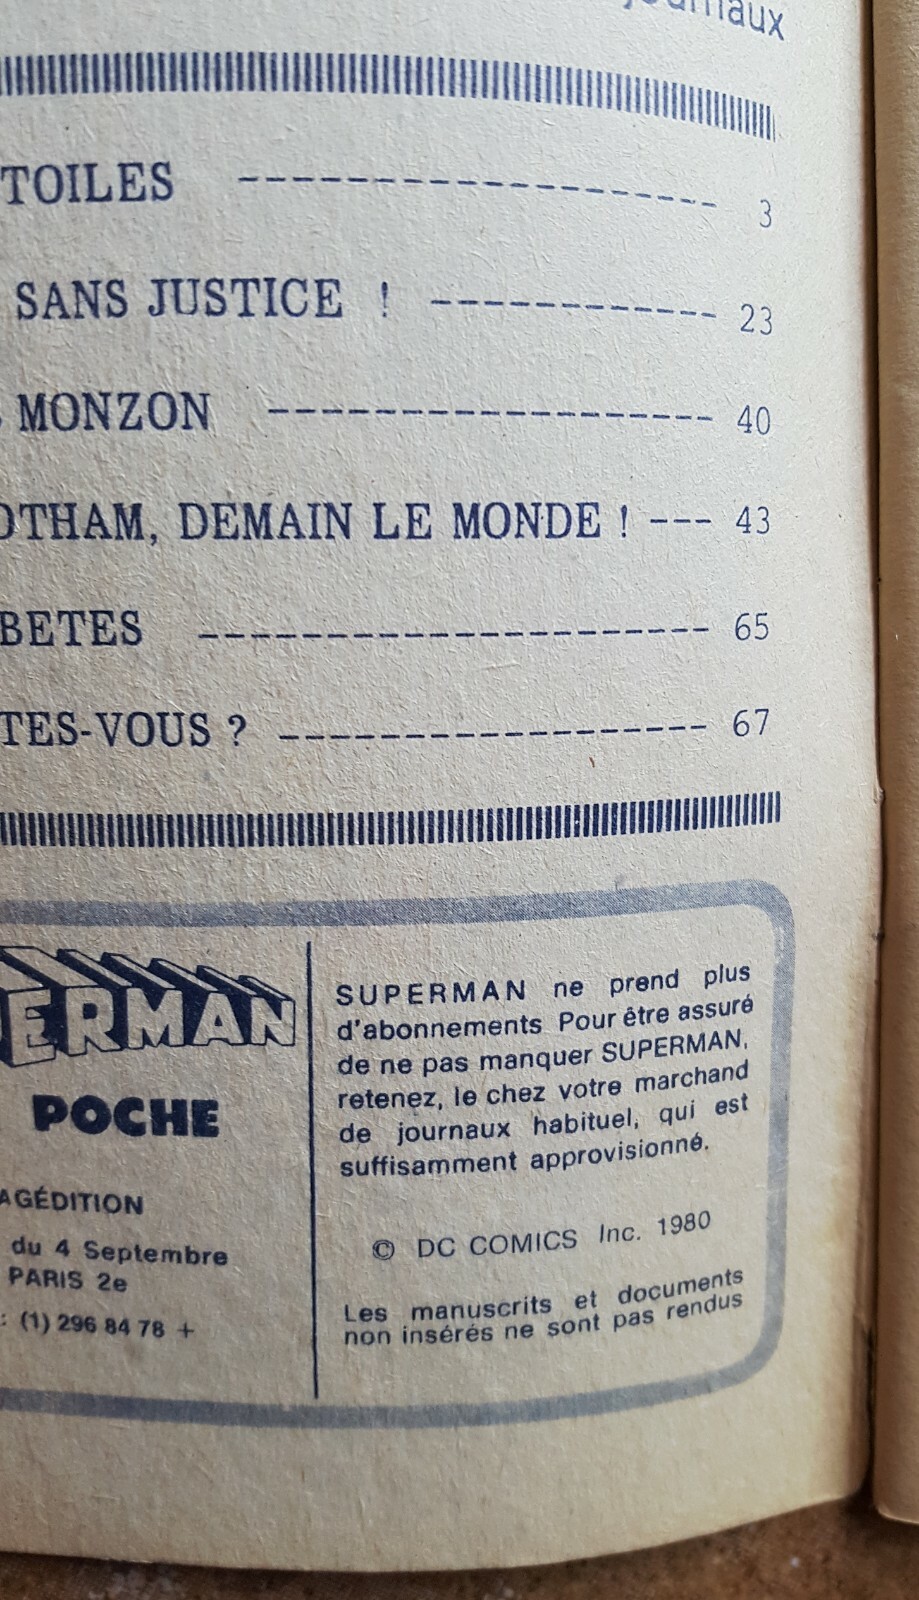 journaux
TOILES ------------------ 3
SANS JUSTICE ! ------------- 23
MONZON -------------------- 40
OTHAM, DEMAIN LE MONDE ! --- 43
BETES ---------------------- 65
TES-VOUS ? ------------------ 67
ERMAN
POCHE
AGÉDITION
du 4 Septembre
PARIS 2e
: (1) 296 84 78 +
SUPERMAN ne prend plus
d'abonnements Pour être assuré
de ne pas manquer SUPERMAN,
retenez, le chez votre marchand
de journaux habituel, qui est
suffisamment approvisionné.
© DC COMICS Inc. 1980
Les manuscrits et documents
non insérés ne sont pas rendus